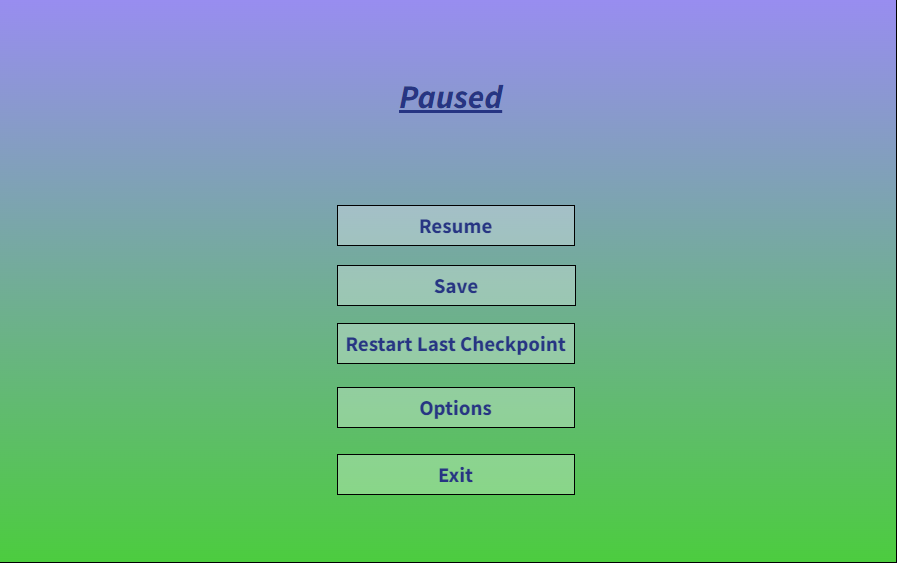 Paused
Resume
Save
Restart Last Checkpoint
Options
Exit